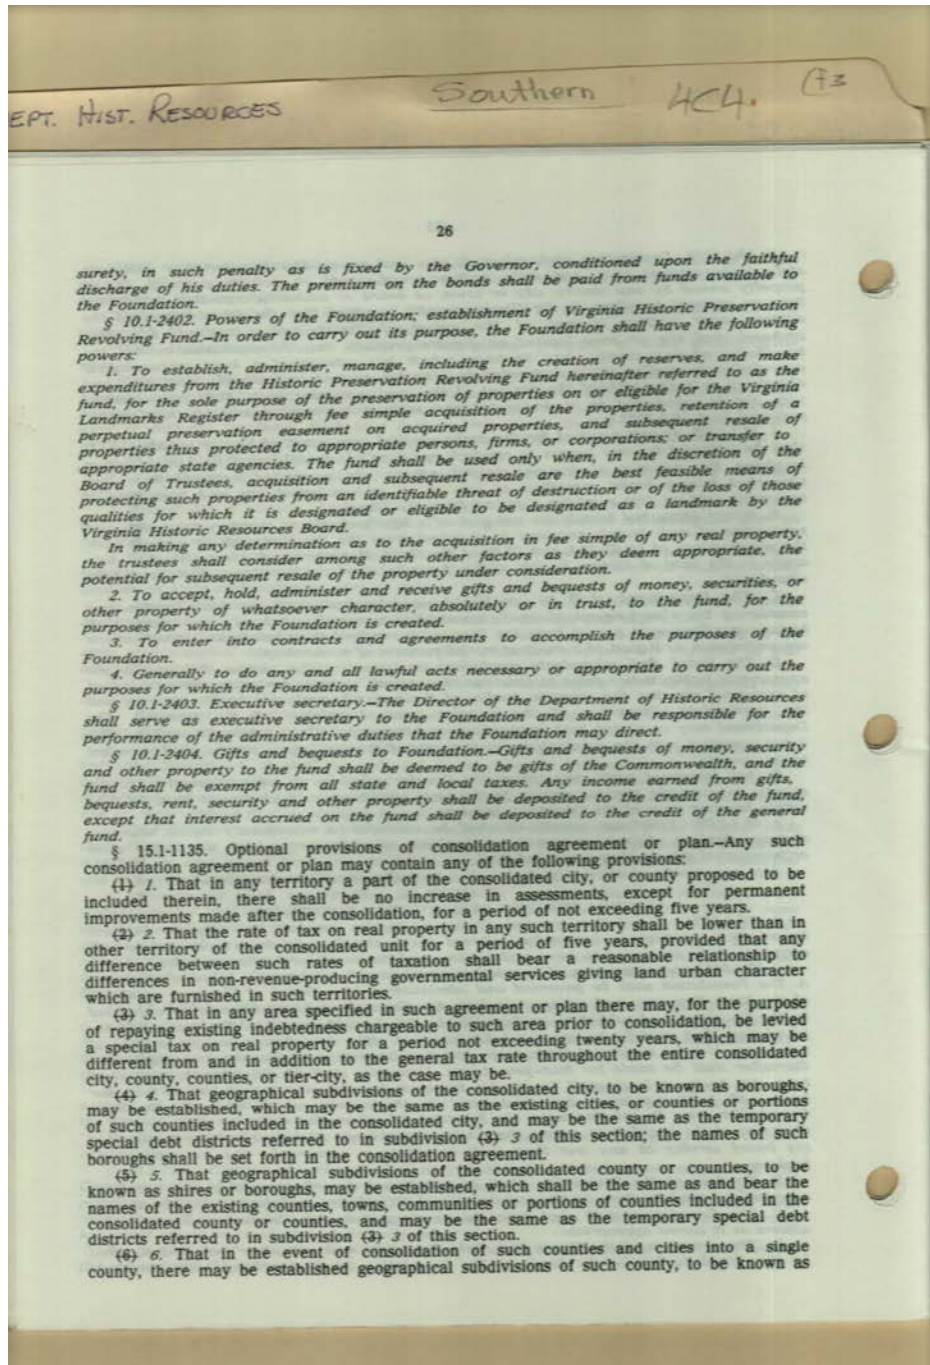 EPT. HIST. RESOURCES
Southern
4C4.
f3
26
surety, in such penalty as is fixed by the Governor, conditioned upon the faithful
discharge of his duties. The premium on the bonds shall be paid from funds available to
the Foundation.
§ 10.1-2402. Powers of the Foundation; establishment of Virginia Historic Preservation
Revolving Fund.—In order to carry out its purpose, the Foundation shall have the following
powers:
1. To establish, administer, manage, including the creation of reserves, and make
expenditures from the Historic Preservation Revolving Fund hereinafter referred to as the
fund, for the sole purpose of the preservation of properties on or eligible for the Virginia
Landmarks Register through fee simple acquisition of the properties, retention of a
perpetual preservation easement on acquired properties, and subsequent resale of
properties thus protected to appropriate persons, firms, or corporations; or transfer to
appropriate state agencies. The fund shall be used only when, in the discretion of the
Board of Trustees, acquisition and subsequent resale are the best feasible means of
protecting such properties from an identifiable threat of destruction or of the loss of those
qualities for which it is designated or eligible to be designated as a landmark by the
Virginia Historic Resources Board.
In making any determination as to the acquisition in fee simple of any real property,
the trustees shall consider among such other factors as they deem appropriate, the
potential for subsequent resale of the property under consideration.
2. To accept, hold, administer and receive gifts and bequests of money, securities, or
other property of whatsoever character, absolutely or in trust, to the fund, for the
purposes for which the Foundation is created.
3. To enter into contracts and agreements to accomplish the purposes of the
Foundation.
4. Generally to do any and all lawful acts necessary or appropriate to carry out the
purposes for which the Foundation is created.
§ 10.1-2403. Executive secretary.—The Director of the Department of Historic Resources
shall serve as executive secretary to the Foundation and shall be responsible for the
performance of the administrative duties that the Foundation may direct.
§ 10.1-2404. Gifts and bequests to Foundation.—Gifts and bequests of money, security
and other property to the fund shall be deemed to be gifts of the Commonwealth, and the
fund shall be exempt from all state and local taxes. Any income earned from gifts,
bequests, rent, security and other property shall be deposited to the credit of the fund,
except that interest accrued on the fund shall be deposited to the credit of the general
fund.
§ 15.1-1135. Optional provisions of consolidation agreement or plan.—Any such
consolidation agreement or plan may contain any of the following provisions:
(1) 1. That in any territory a part of the consolidated city, or county proposed to be
included therein, there shall be no increase in assessments, except for permanent
improvements made after the consolidation, for a period of not exceeding five years.
(2) 2. That the rate of tax on real property in any such territory shall be lower than in
other territory of the consolidated unit for a period of five years, provided that any
difference between such rates of taxation shall bear a reasonable relationship to
differences in non-revenue-producing governmental services giving land urban character
which are furnished in such territories.
(3) 3. That in any area specified in such agreement or plan there may, for the purpose
of repaying existing indebtedness chargeable to such area prior to consolidation, be levied
a special tax on real property for a period not exceeding twenty years, which may be
different from and in addition to the general tax rate throughout the entire consolidated
city, county, counties, or tier-city, as the case may be.
(4) 4. That geographical subdivisions of the consolidated city, to be known as boroughs,
may be established, which may be the same as the existing cities, or counties or portions
of such counties included in the consolidated city, and may be the same as the temporary
special debt districts referred to in subdivision (3) 3 of this section; the names of such
boroughs shall be set forth in the consolidation agreement.
(5) 5. That geographical subdivisions of the consolidated county or counties, to be
known as shires or boroughs, may be established, which shall be the same as and bear the
names of the existing counties, towns, communities or portions of counties included in the
consolidated county or counties, and may be the same as the temporary special debt
districts referred to in subdivision (3) 3 of this section.
(6) 6. That in the event of consolidation of such counties and cities into a single
county, there may be established geographical subdivisions of such county, to be known as